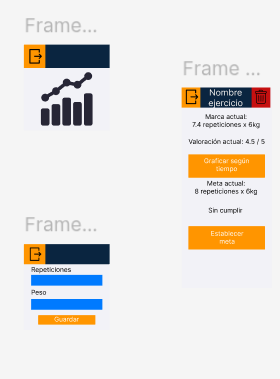 Frame...
Frame ...
Nombre
ejercicio
Marca actual:
7.4 repeticiones x 6kg
Valoración actual: 4.5 / 5
Graficar según
tiempo
Meta actual:
8 repeticiones x 6kg
Sin cumplir
Establecer
meta
Frame...
Repeticiones
Peso
Guardar